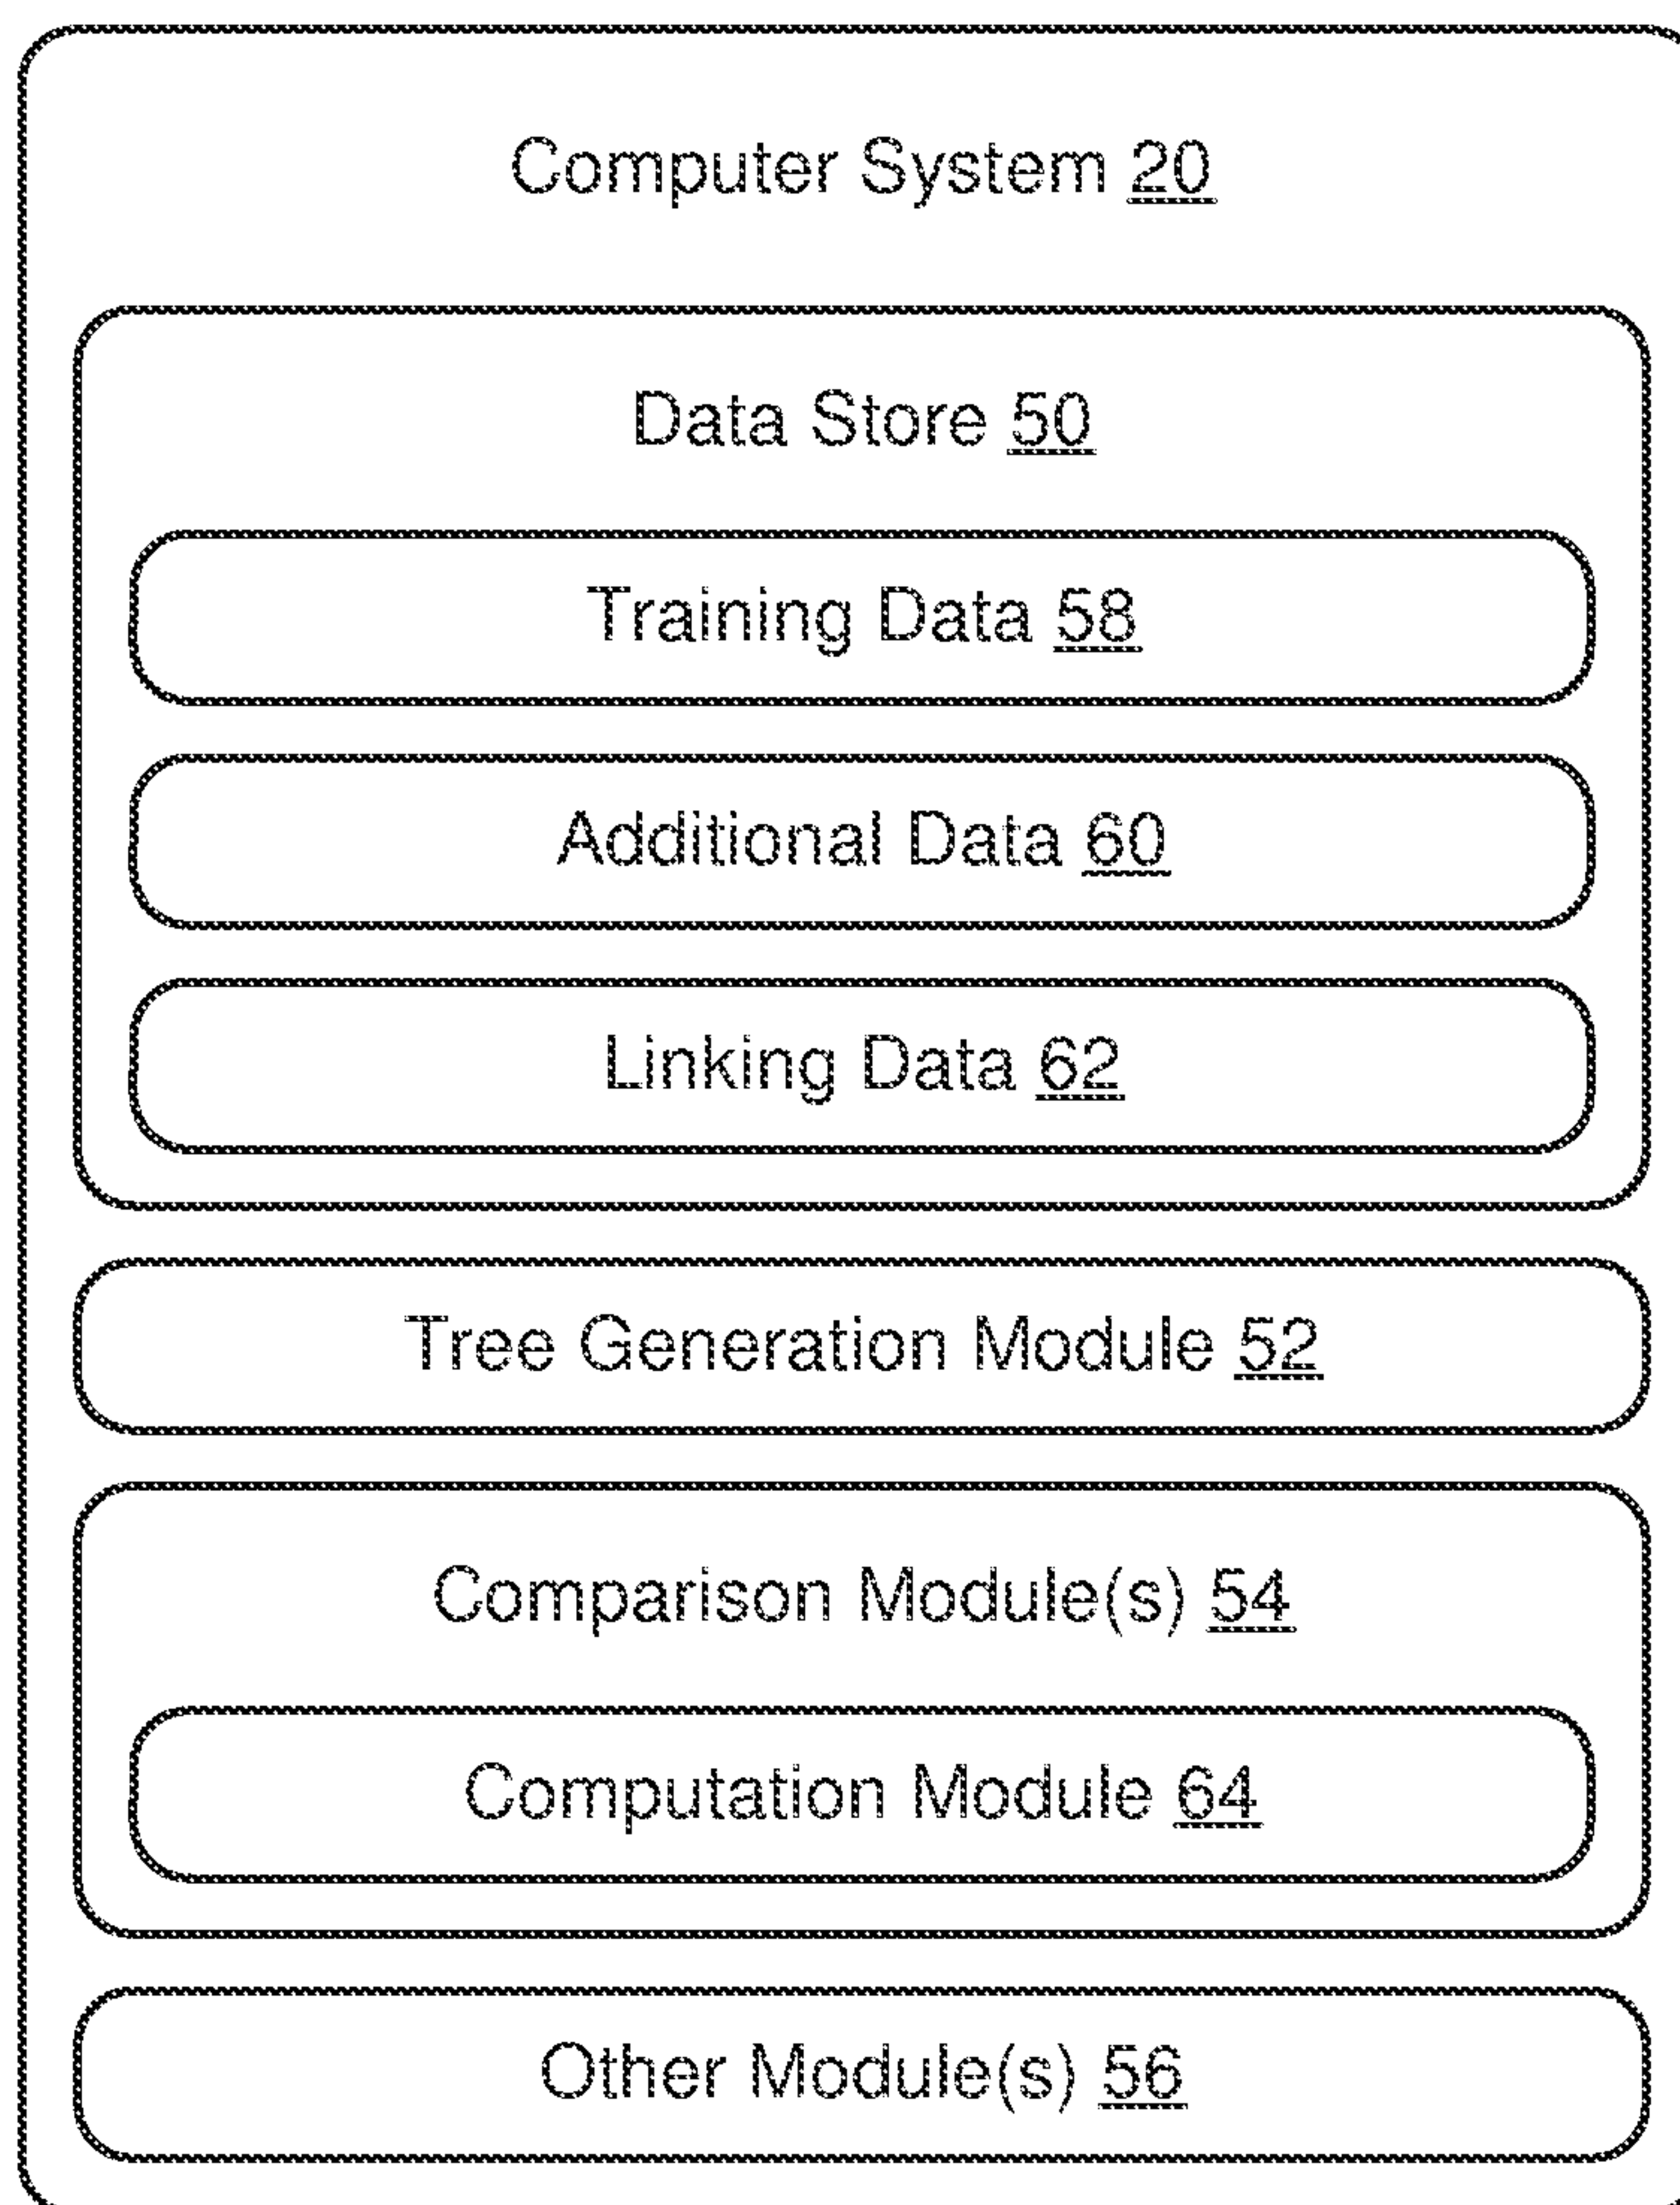 Computer System 20
Data Store 50
Training Data 58
Additional Data 60
Linking Data 62
Tree Generation Module 52
Comparison Module(s) 54
Computation Module 64
Other Module(s) 56